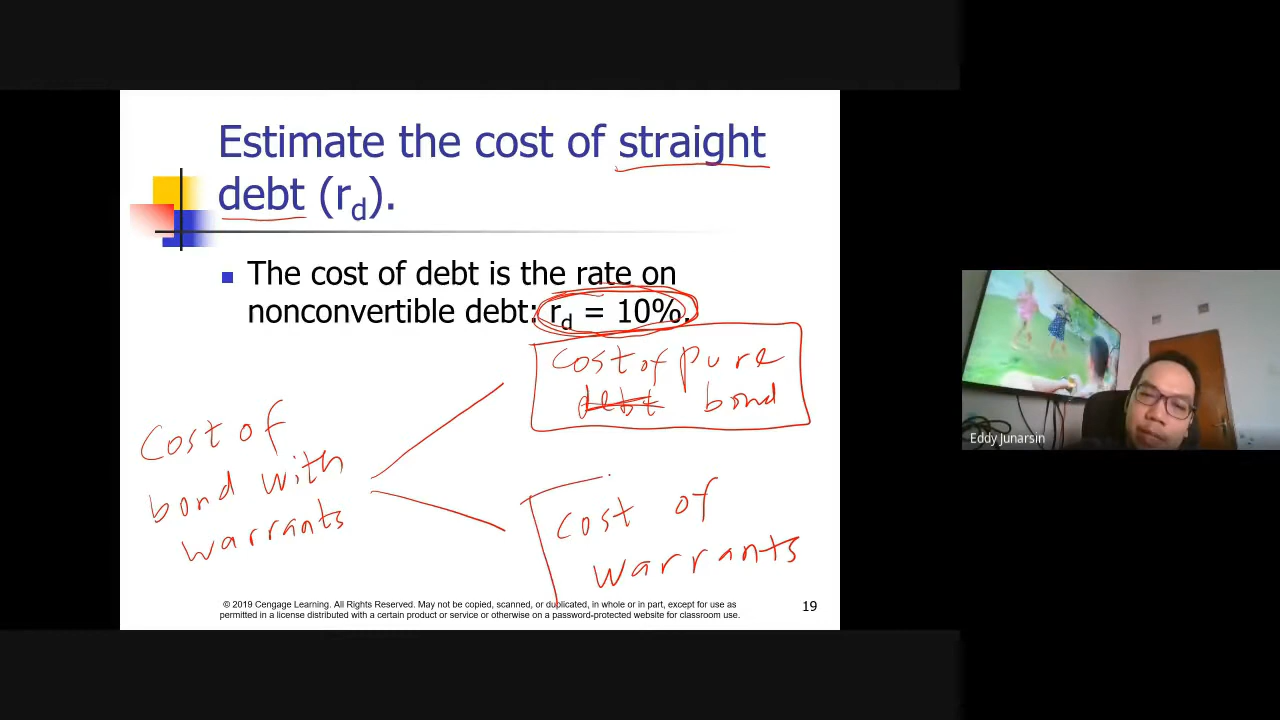 Estimate the cost of straight
debt (rd).
The cost of debt is the rate on
nonconvertible debt: rd = 10%.
cost of pure
debt bond
Cost of
bond with
warrants
cost of
warrants
© 2019 Cengage Learning. All Rights Reserved. May not be copied, scanned, or duplicated, in whole or in part, except for use as
permitted in a license distributed with a certain product or service or otherwise on a password-protected website for classroom use.
19
Eddy Junarsin